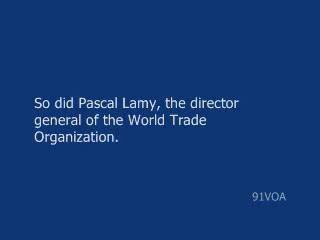 So did Pascal Lamy, the director
general of the World Trade
Organization.
91VOA